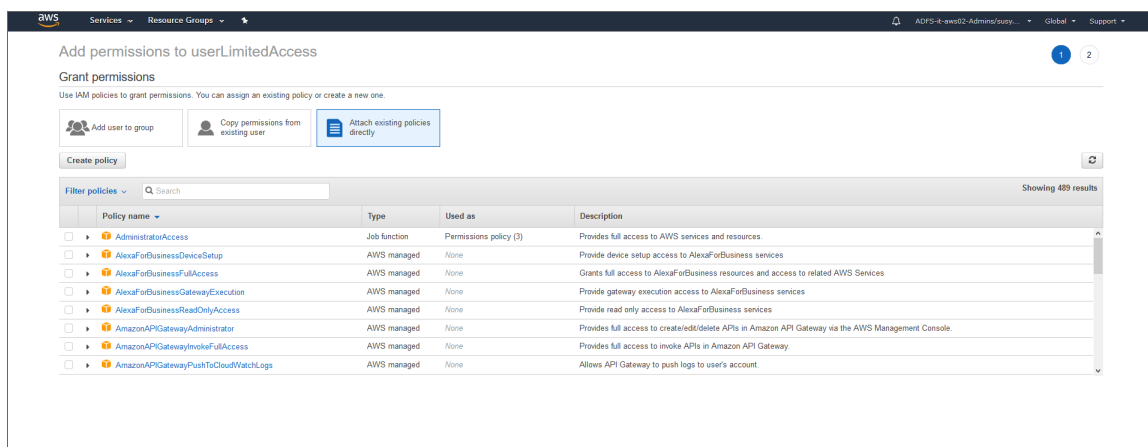 aws Services Resource Groups ADFS-it-aws02-Admins/susy... Global Support
Add permissions to userLimitedAccess 1 2
Grant permissions
Use IAM policies to grant permissions. You can assign an existing policy or create a new one.
Add user to group
Copy permissions from
existing user
Attach existing policies
directly
Create policy
Filter policies Search Showing 489 results
Policy name Type Used as Description
AdministratorAccess Job function Permissions policy (3) Provides full access to AWS services and resources.
AlexaForBusinessDeviceSetup AWS managed None Provide device setup access to AlexaForBusiness services
AlexaForBusinessFullAccess AWS managed None Grants full access to AlexaForBusiness resources and access to related AWS Services
AlexaForBusinessGatewayExecution AWS managed None Provide gateway execution access to AlexaForBusiness services
AlexaForBusinessReadOnlyAccess AWS managed None Provide read only access to AlexaForBusiness services
AmazonAPIGatewayAdministrator AWS managed None Provides full access to create/edit/delete APIs in Amazon API Gateway via the AWS Management Console.
AmazonAPIGatewayInvokeFullAccess AWS managed None Provides full access to invoke APIs in Amazon API Gateway.
AmazonAPIGatewayPushToCloudWatchLogs AWS managed None Allows API Gateway to push logs to user's account.